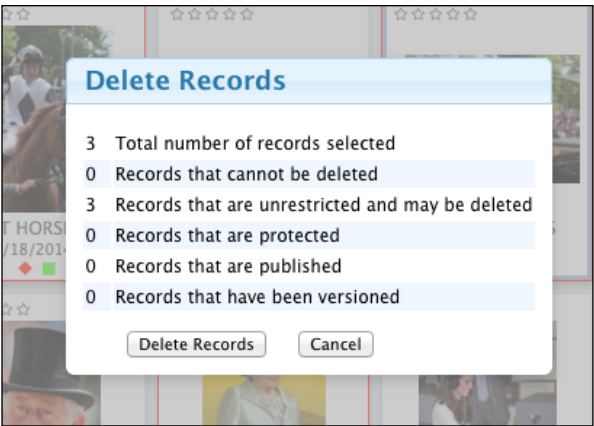 Delete Records
3 Total number of records selected
0 Records that cannot be deleted
3 Records that are unrestricted and may be deleted
0 Records that are protected
0 Records that are published
0 Records that have been versioned
Delete Records Cancel
T HORS
/18/2014